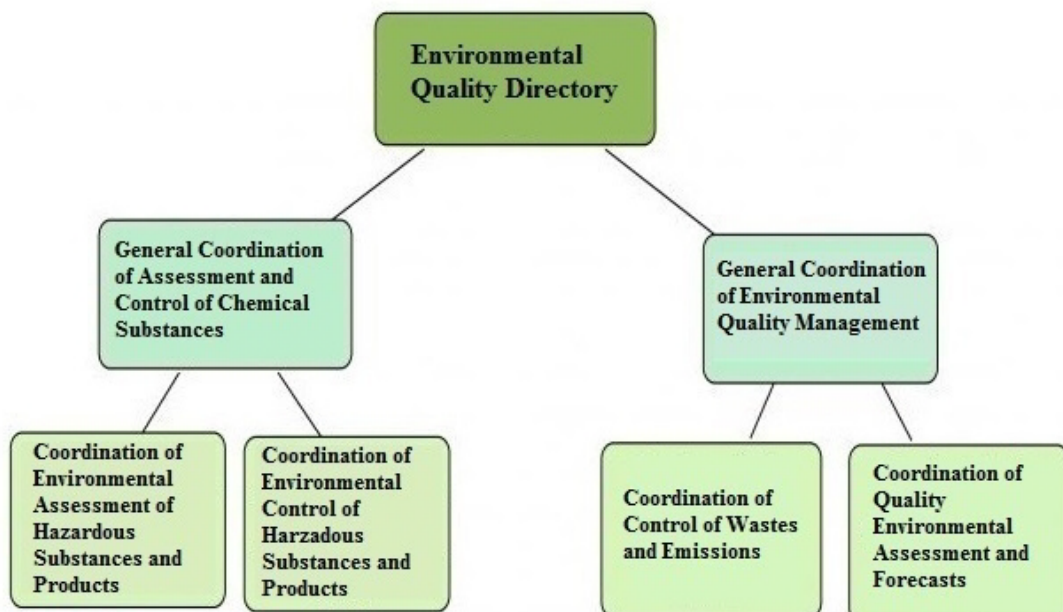 Environmental
Quality Directory
General Coordination
of Assessment and
Control of Chemical
Substances
General Coordination
of Environmental
Quality Management
Coordination of
Environmental
Assessment of
Hazardous
Substances and
Products
Coordination of
Environmental
Control of
Harzadous
Substances and
Products
Coordination of
Control of Wastes
and Emissions
Coordination of
Quality
Environmental
Assessment and
Forecasts